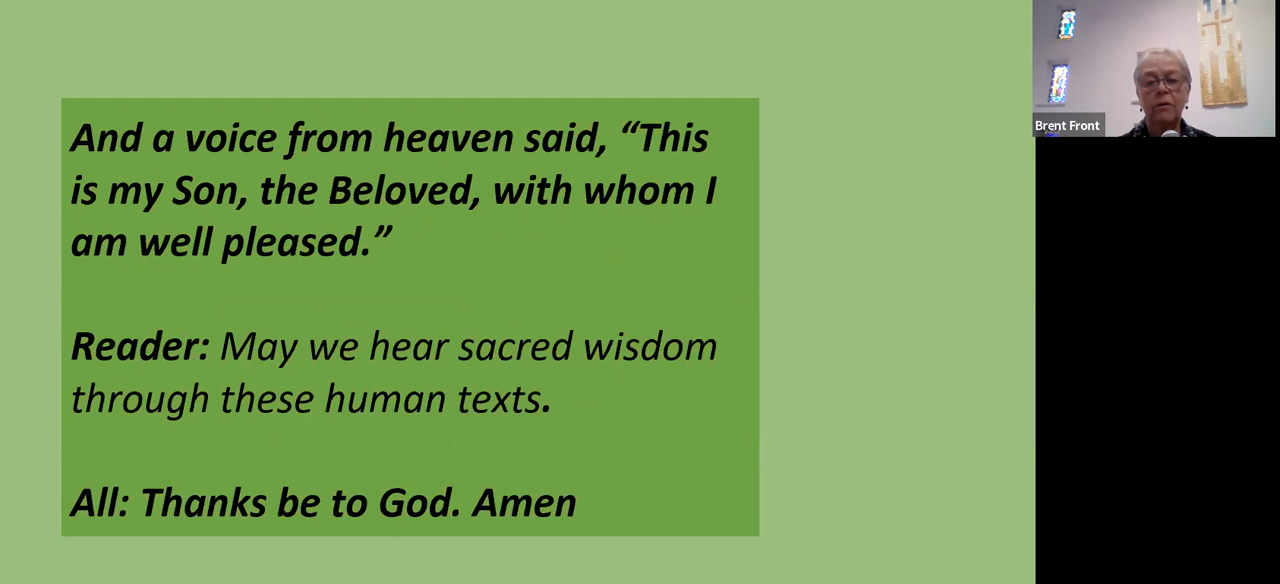 And a voice from heaven said, “This
is my Son, the Beloved, with whom I
am well pleased.”
Reader: May we hear sacred wisdom
through these human texts.
All: Thanks be to God. Amen
Brent Front